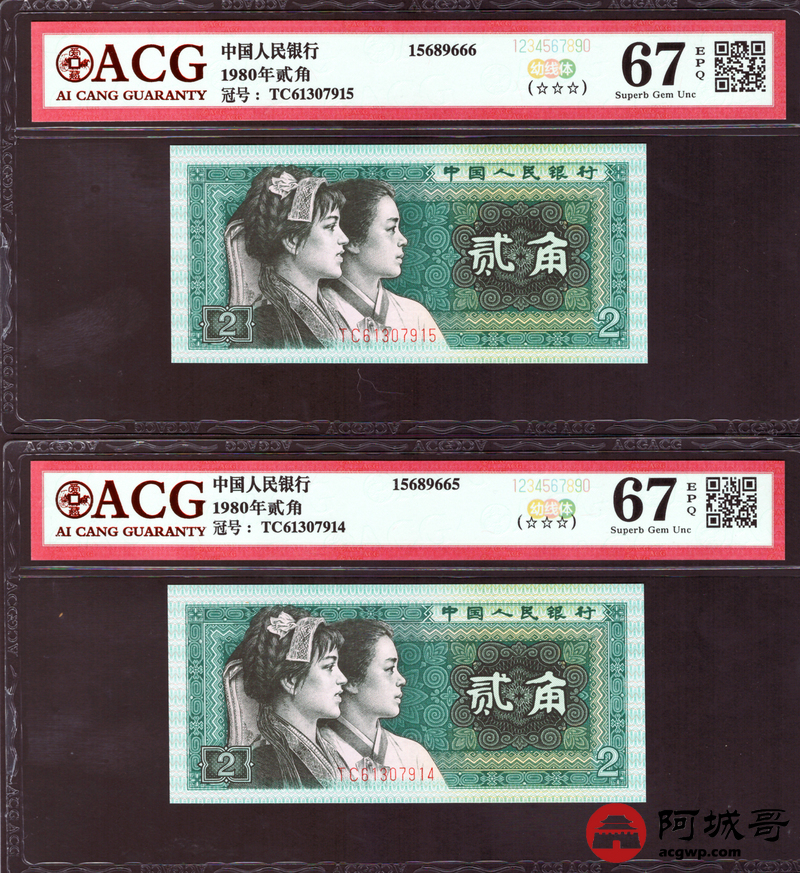 ACG
AI CANG GUARANTY
中国人民银行
1980年贰角
冠号： TC61307915
15689666
1234567890
幼线体
(☆☆☆)
67
EPQ
Superb Gem Unc
中国人民银行
贰角
2
TC61307915
2
ACGACG
ACG
AI CANG GUARANTY
中国人民银行
1980年贰角
冠号： TC61307914
15689665
1234567890
幼线体
(☆☆☆)
67
EPQ
Superb Gem Unc
中国人民银行
贰角
2
TC61307914
2
阿城哥
acgwp.com